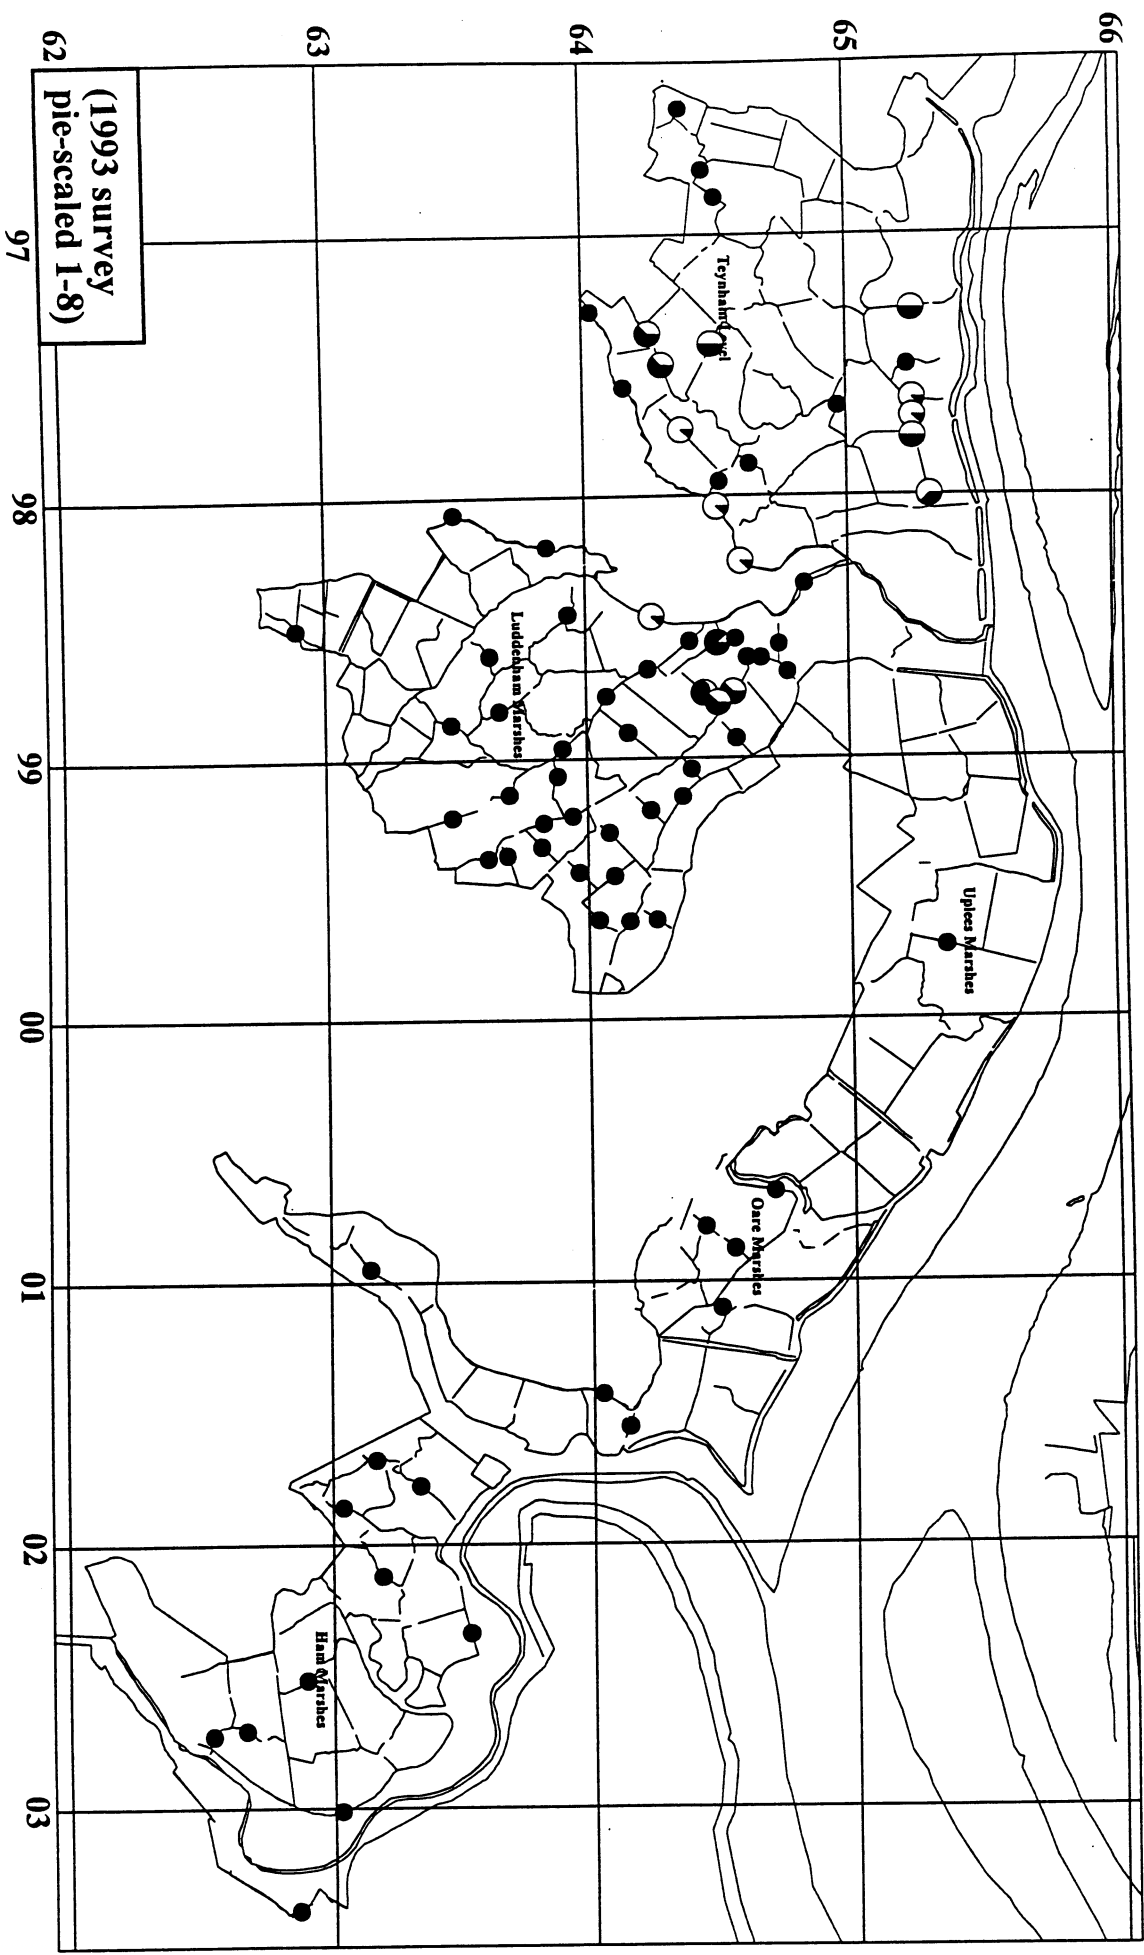 66
65
64
63
62
Teynham Level
Luddenham Marshes
Uplees Marshes
Oare Marshes
Ham Marshes
(1993 survey
pie-scaled 1-8)
97
98
99
00
01
02
03